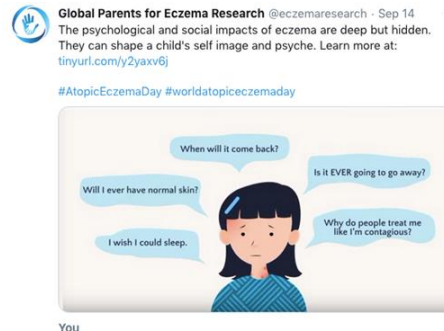 Global Parents for Eczema Research @eczemaresearch · Sep 14
The psychological and social impacts of eczema are deep but hidden.
They can shape a child's self image and psyche. Learn more at:
tinyurl.com/y2yaxv6j
#AtopicEczemaDay #worldatopiceczemaday
When will it come back?
Is it EVER going to go away?
Will I ever have normal skin?
Why do people treat me
like I'm contagious?
I wish I could sleep.
You